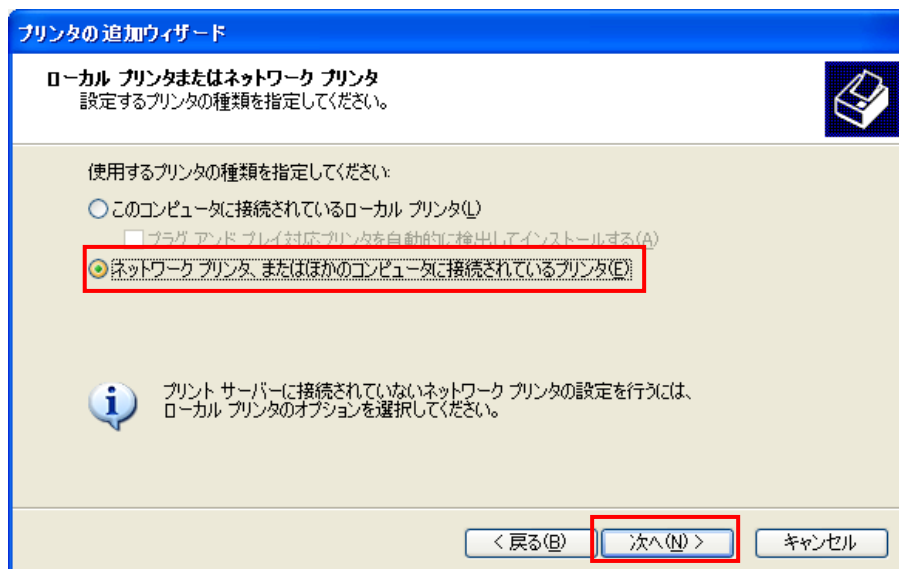 プリンタの追加ウィザード
ローカル プリンタまたはネットワーク プリンタ
設定するプリンタの種類を指定してください。
使用するプリンタの種類を指定してください:
このコンピュータに接続されているローカル プリンタ(L)
プラグ アンド プレイ対応プリンタを自動的に検出してインストールする(A)
ネットワーク プリンタ、またはほかのコンピュータに接続されているプリンタ(E)
プリント サーバーに接続されていないネットワーク プリンタの設定を行うには、
ローカル プリンタのオプションを選択してください。
< 戻る(B) 次へ(N) > キャンセル